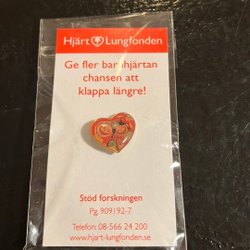 Hjärt Lungfonden
Ge fler barnhjärtan
chansen att
klappa längre!
Stöd forskningen
Pg. 909192-7
Telefon: 08-566 24 200
www.hjart-lungfonden.se